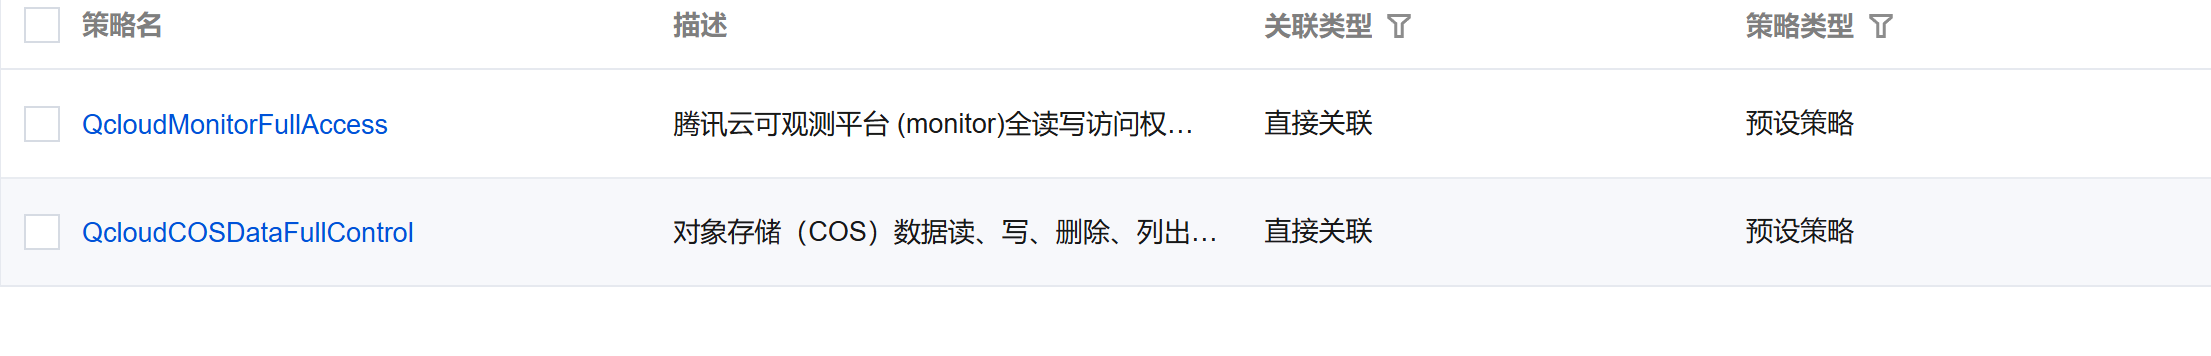 策略名 描述 关联类型 策略类型
QcloudMonitorFullAccess 腾讯云可观测平台 (monitor)全读写访问权... 直接关联 预设策略
QcloudCOSDataFullControl 对象存储（COS）数据读、写、删除、列出... 直接关联 预设策略